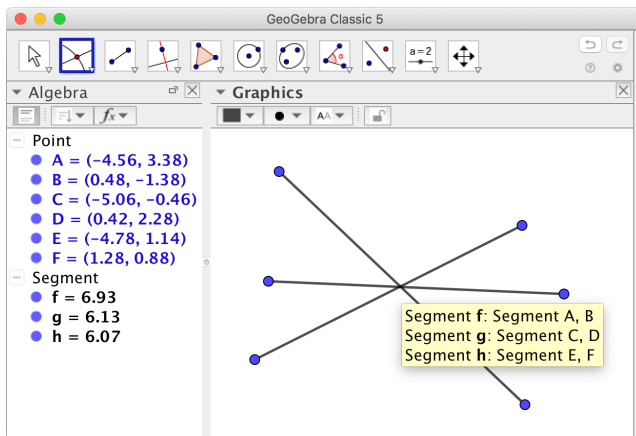 GeoGebra Classic 5
a=2
α
Algebra
Graphics
fx
AA
Point
A = (−4.56, 3.38)
B = (0.48, −1.38)
C = (−5.06, −0.46)
D = (0.42, 2.28)
E = (−4.78, 1.14)
F = (1.28, 0.88)
Segment
f = 6.93
g = 6.13
h = 6.07
Segment f: Segment A, B
Segment g: Segment C, D
Segment h: Segment E, F